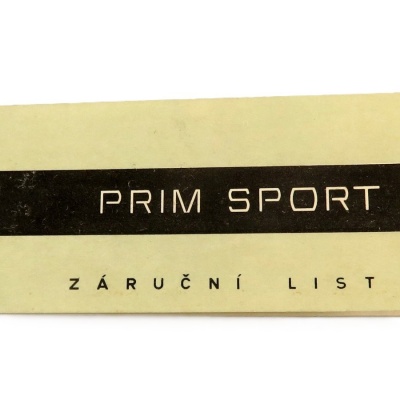 PRIM SPORT
ZÁRUČNÍ LIST